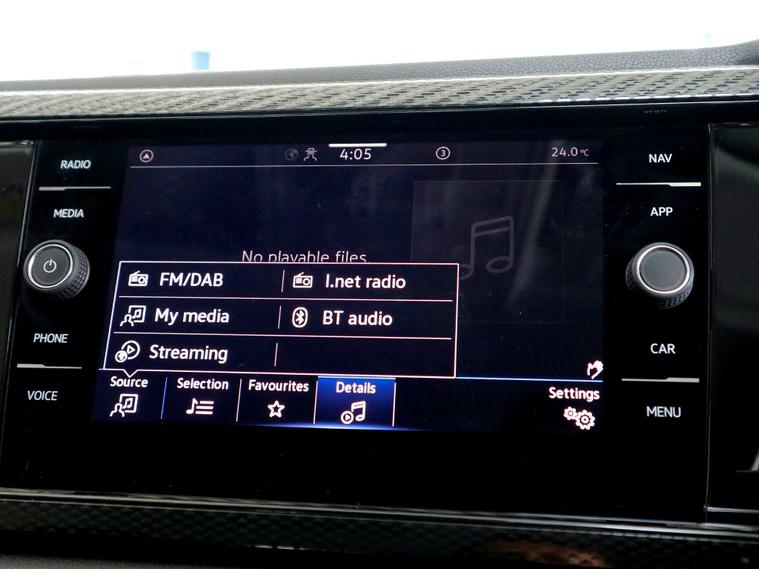 RADIO
MEDIA
PHONE
VOICE
4:05
3
24.0°C
No playable files
FM/DAB
I.net radio
My media
BT audio
Streaming
Source
Selection
Favourites
Details
Settings
NAV
APP
CAR
MENU